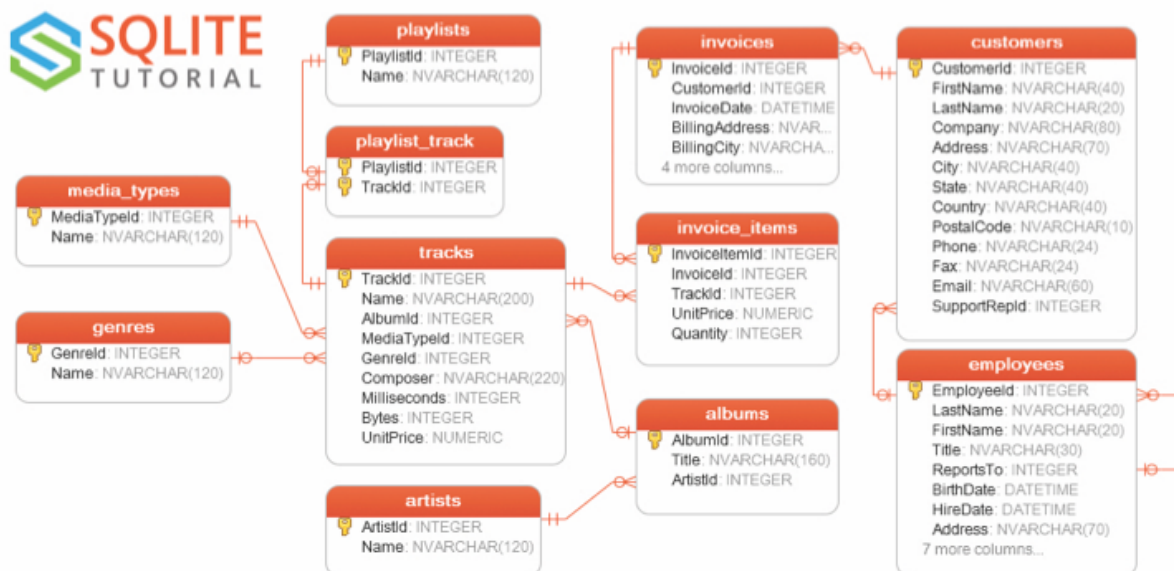 SQLITE
TUTORIAL
playlists
PlaylistId: INTEGER
Name: NVARCHAR(120)
playlist_track
PlaylistId: INTEGER
TrackId: INTEGER
media_types
MediaTypeId: INTEGER
Name: NVARCHAR(120)
genres
GenreId: INTEGER
Name: NVARCHAR(120)
tracks
TrackId: INTEGER
Name: NVARCHAR(200)
AlbumId: INTEGER
MediaTypeId: INTEGER
GenreId: INTEGER
Composer: NVARCHAR(220)
Milliseconds: INTEGER
Bytes: INTEGER
UnitPrice: NUMERIC
artists
ArtistId: INTEGER
Name: NVARCHAR(120)
invoices
InvoiceId: INTEGER
CustomerId: INTEGER
InvoiceDate: DATETIME
BillingAddress: NVAR...
BillingCity: NVARCHA...
4 more columns...
invoice_items
InvoiceItemId: INTEGER
InvoiceId: INTEGER
TrackId: INTEGER
UnitPrice: NUMERIC
Quantity: INTEGER
albums
AlbumId: INTEGER
Title: NVARCHAR(160)
ArtistId: INTEGER
customers
CustomerId: INTEGER
FirstName: NVARCHAR(40)
LastName: NVARCHAR(20)
Company: NVARCHAR(80)
Address: NVARCHAR(70)
City: NVARCHAR(40)
State: NVARCHAR(40)
Country: NVARCHAR(40)
PostalCode: NVARCHAR(10)
Phone: NVARCHAR(24)
Fax: NVARCHAR(24)
Email: NVARCHAR(60)
SupportRepId: INTEGER
employees
EmployeeId: INTEGER
LastName: NVARCHAR(20)
FirstName: NVARCHAR(20)
Title: NVARCHAR(30)
ReportsTo: INTEGER
BirthDate: DATETIME
HireDate: DATETIME
Address: NVARCHAR(70)
7 more columns...